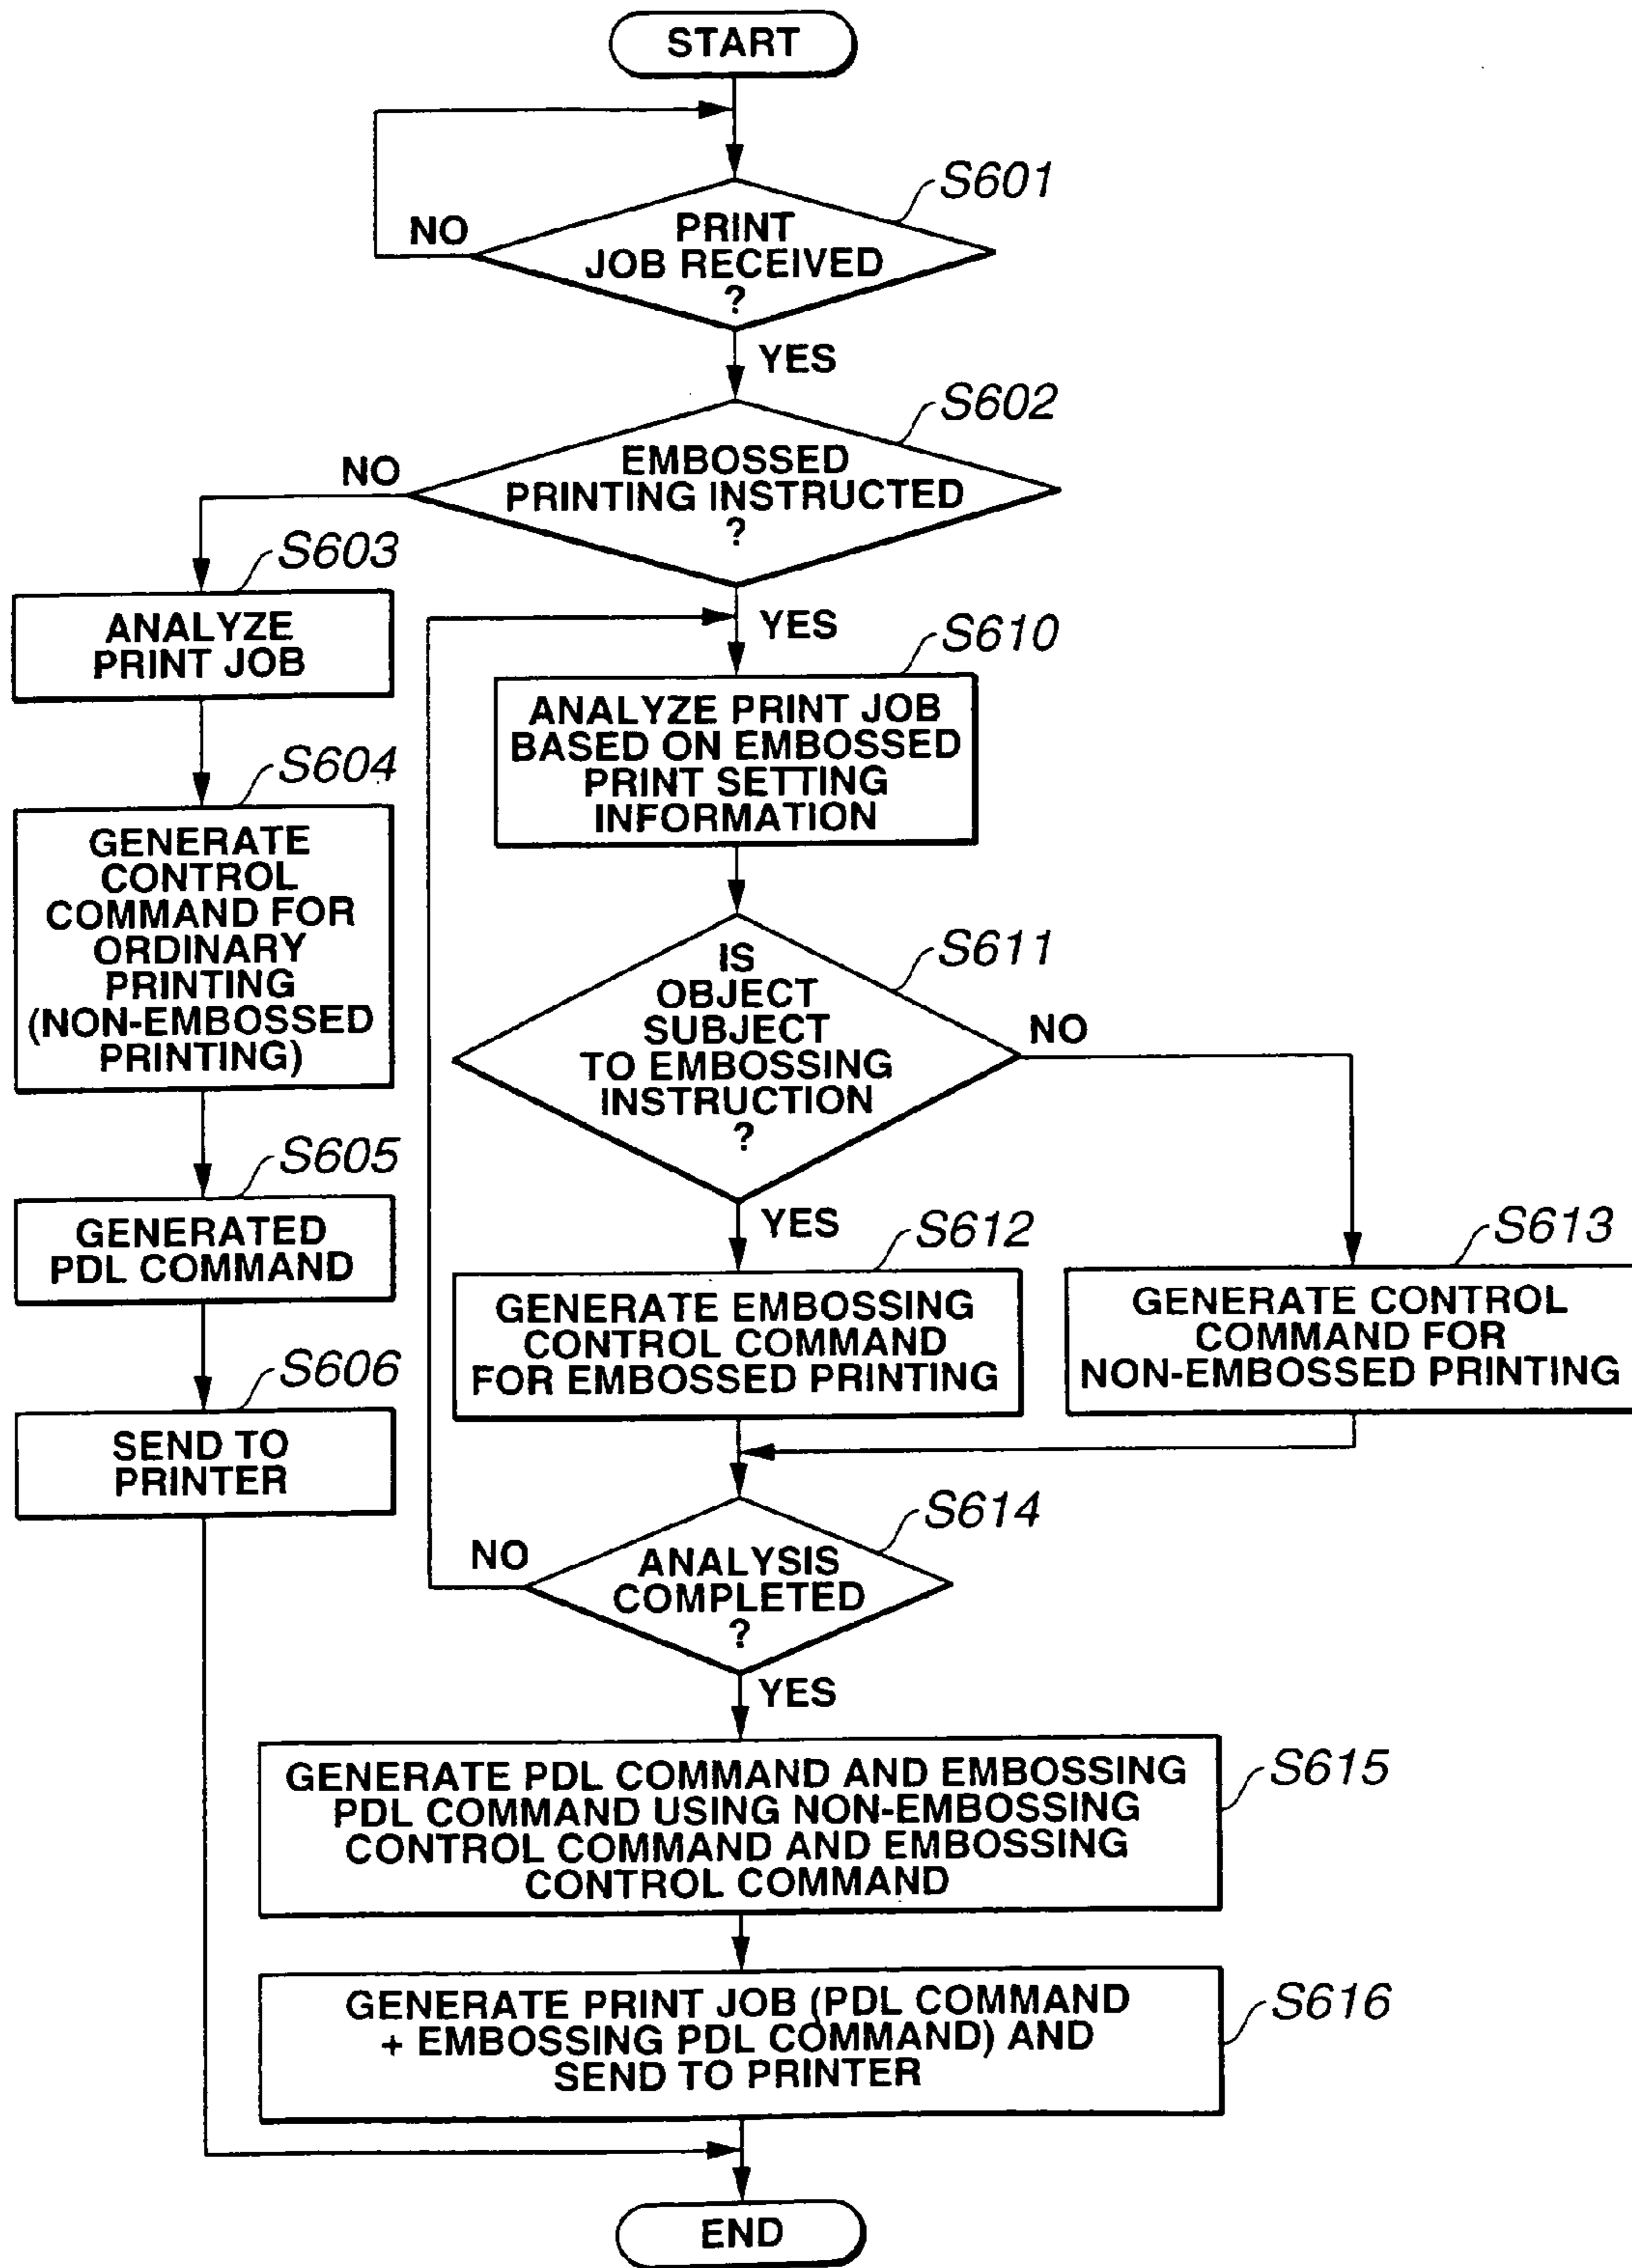 START
S601
NO
PRINT
JOB RECEIVED
?
YES
S602
NO
EMBOSSED
PRINTING INSTRUCTED
?
S603
ANALYZE
PRINT JOB
YES
S610
ANALYZE PRINT JOB
BASED ON EMBOSSED
PRINT SETTING
INFORMATION
S604
GENERATE
CONTROL
COMMAND FOR
ORDINARY
PRINTING
(NON-EMBOSSED
PRINTING)
S611
IS
OBJECT
SUBJECT
TO EMBOSSING
INSTRUCTION
?
NO
S605
GENERATED
PDL COMMAND
YES
S612
GENERATE EMBOSSING
CONTROL COMMAND
FOR EMBOSSED PRINTING
S613
GENERATE CONTROL
COMMAND FOR
NON-EMBOSSED PRINTING
S606
SEND TO
PRINTER
S614
NO
ANALYSIS
COMPLETED
?
YES
GENERATE PDL COMMAND AND EMBOSSING
PDL COMMAND USING NON-EMBOSSING
CONTROL COMMAND AND EMBOSSING
CONTROL COMMAND
S615
GENERATE PRINT JOB (PDL COMMAND
+ EMBOSSING PDL COMMAND) AND
SEND TO PRINTER
S616
END